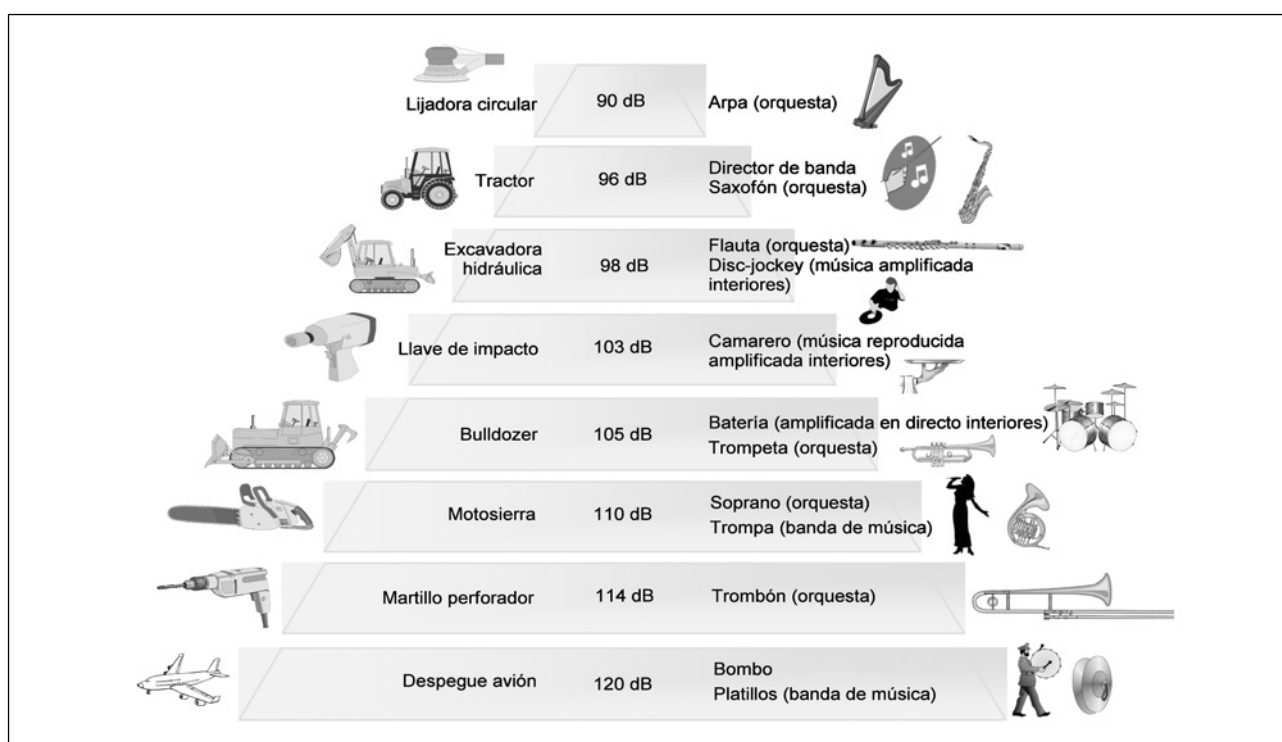 Lijadora circular
90 dB
Arpa (orquesta)
Tractor
96 dB
Director de banda
Saxofón (orquesta)
Excavadora
hidráulica
98 dB
Flauta (orquesta)
Disc-jockey (música amplificada
interiores)
Llave de impacto
103 dB
Camarero (música reproducida
amplificada interiores)
Bulldozer
105 dB
Batería (amplificada en directo interiores)
Trompeta (orquesta)
Motosierra
110 dB
Soprano (orquesta)
Trompa (banda de música)
Martillo perforador
114 dB
Trombón (orquesta)
Despegue avión
120 dB
Bombo
Platillos (banda de música)